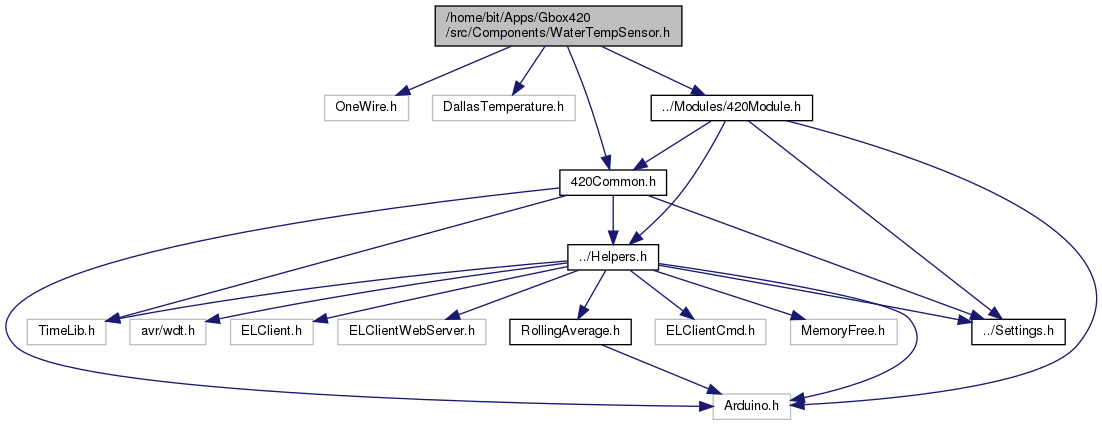 /home/bit/Apps/Gbox420
/src/Components/WaterTempSensor.h
OneWire.h
DallasTemperature.h
../Modules/420Module.h
420Common.h
../Helpers.h
TimeLib.h
avr/wdt.h
ELClient.h
ELClientWebServer.h
RollingAverage.h
ELClientCmd.h
MemoryFree.h
../Settings.h
Arduino.h